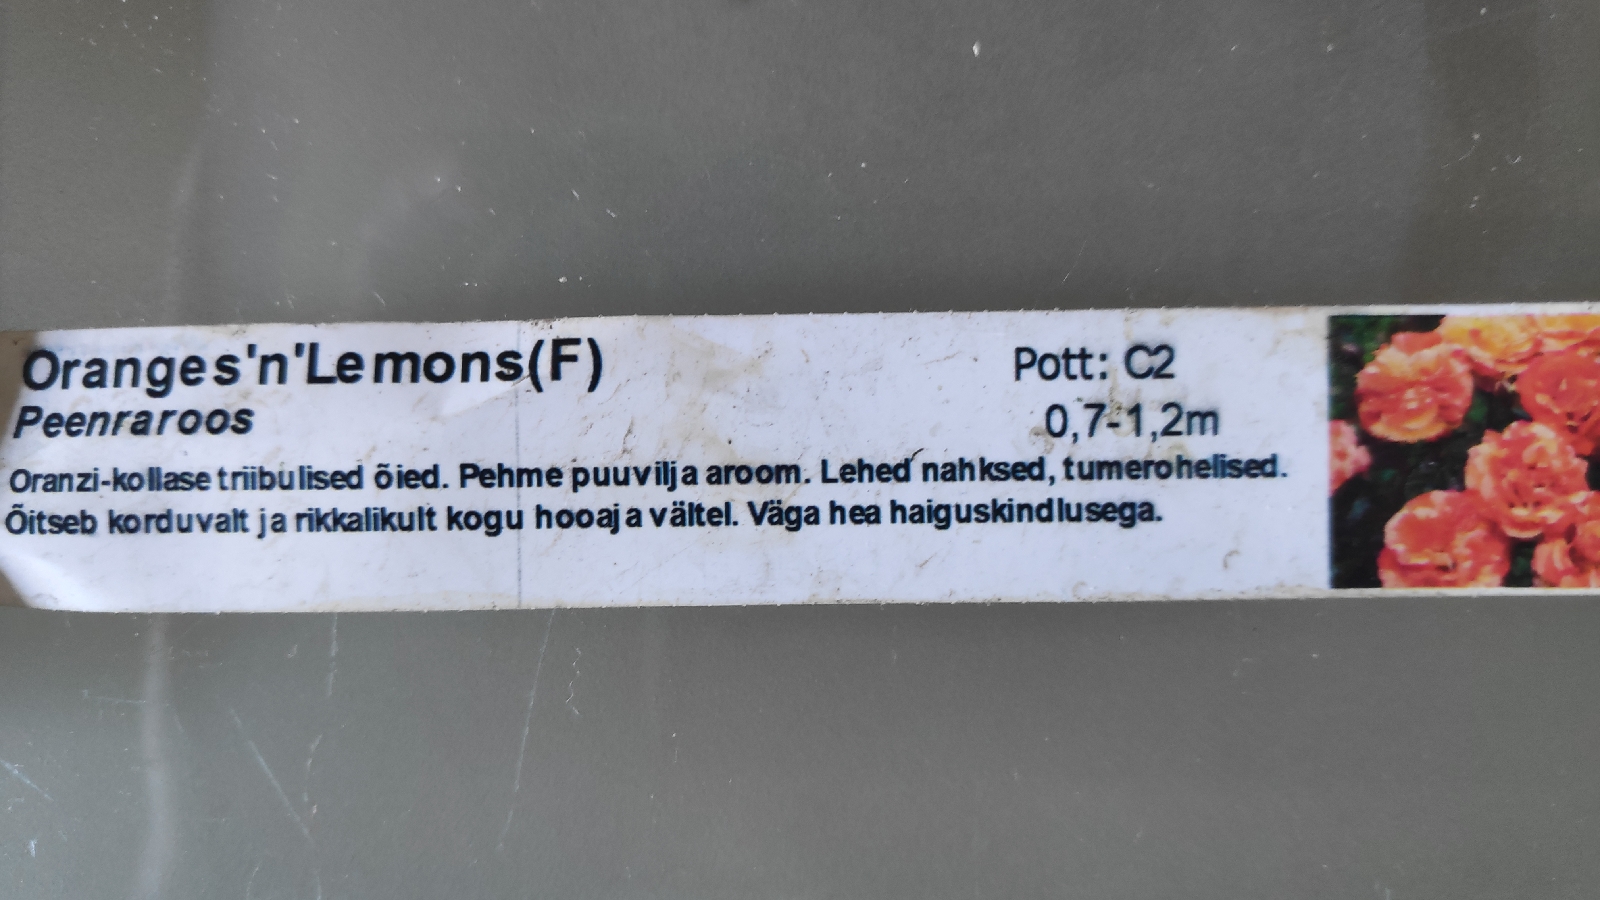 Oranges'n'Lemons(F)
Pott: C2
Peenraroos
0,7-1,2m
Oranzi-kollase triibulised õied. Pehme puuvilja aroom. Lehed nahksed, tumerohelised.
Õitseb korduvalt ja rikkalikult kogu hooaja vältel. Väga hea haiguskindlusega.